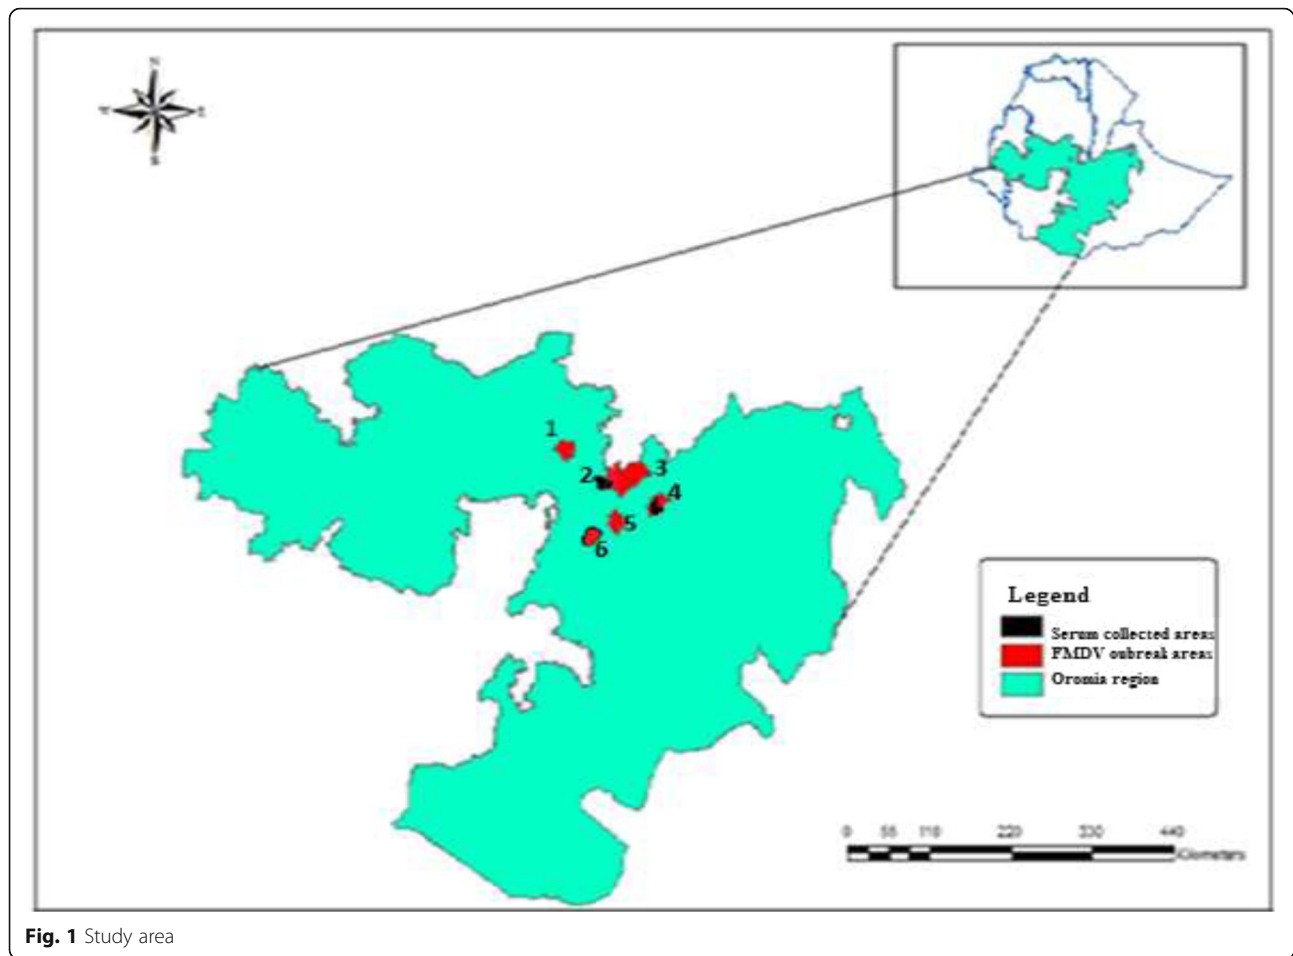 N
1
2
3
4
5
6
Legend
Serum collected areas
FMDV oubreak areas
Oromia region
0 55 110 220 330 440
Kilometers
Fig. 1 Study area